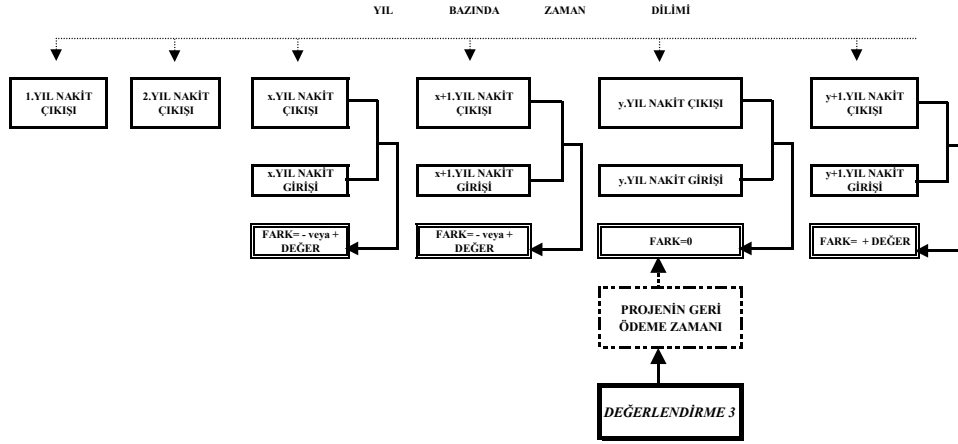 YIL BAZINDA ZAMAN DİLİMİ
1.YIL NAKİT
ÇIKIŞI
2.YIL NAKİT
ÇIKIŞI
x.YIL NAKİT
ÇIKIŞI
x+1.YIL NAKİT
ÇIKIŞI
y.YIL NAKİT ÇIKIŞI
y+1.YIL NAKİT
ÇIKIŞI
x.YIL NAKİT
GİRİŞİ
x+1.YIL NAKİT
GİRİŞİ
y.YIL NAKİT GİRİŞİ
y+1.YIL NAKİT
GİRİŞİ
FARK= - veya +
DEĞER
FARK= - veya +
DEĞER
FARK=0
FARK= + DEĞER
PROJENİN GERİ
ÖDEME ZAMANI
DEĞERLENDİRME 3